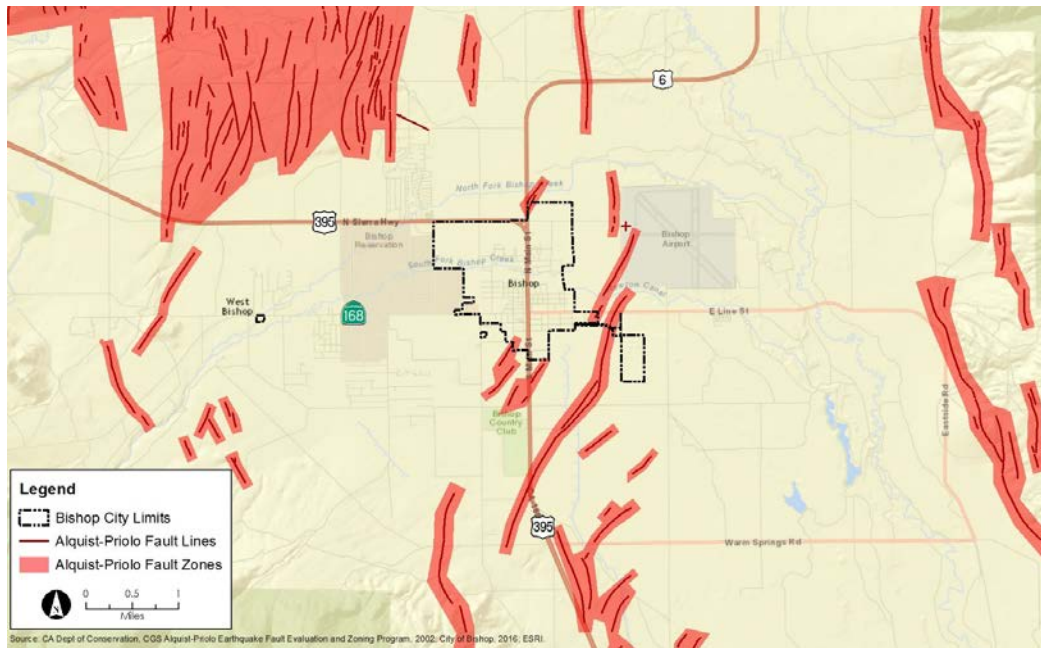 6
North Fork Bishop Creek
395
N Sierra Hwy
Bishop
Reservation
N Main St
Bishop
Airport
South Fork Bishop Creek
Bishop
West
Bishop
168
Canal
E Line St
Bishop
Country
Club
Eastside Rd
395
Warm Springs Rd
Legend
Bishop City Limits
Alquist-Priolo Fault Lines
Alquist-Priolo Fault Zones
0 0.5 1
Miles
Source: CA Dept of Conservation, CGS Alquist-Priolo Earthquake Fault Evaluation and Zoning Program, 2002; City of Bishop, 2016; ESRI.